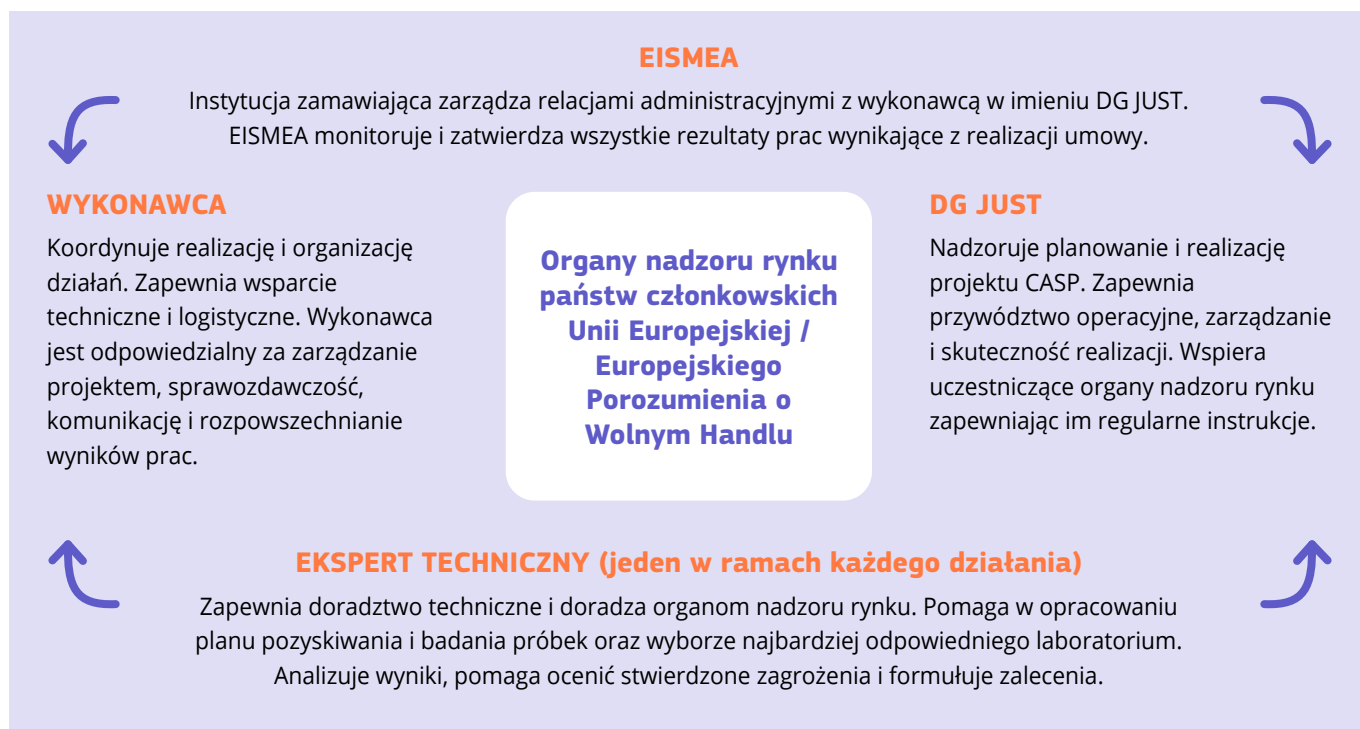 EISMEA
Instytucja zamawiająca zarządza relacjami administracyjnymi z wykonawcą w imieniu DG JUST.
EISMEA monitoruje i zatwierdza wszystkie rezultaty prac wynikające z realizacji umowy.
WYKONAWCA
Koordynuje realizację i organizację
działań. Zapewnia wsparcie
techniczne i logistyczne. Wykonawca
jest odpowiedzialny za zarządzanie
projektem, sprawozdawczość,
komunikację i rozpowszechnianie
wyników prac.
Organy nadzoru rynku
państw członkowskich
Unii Europejskiej /
Europejskiego
Porozumienia o
Wolnym Handlu
DG JUST
Nadzoruje planowanie i realizację
projektu CASP. Zapewnia
przywództwo operacyjne, zarządzanie
i skuteczność realizacji. Wspiera
uczestniczące organy nadzoru rynku
zapewniając im regularne instrukcje.
EKSPERT TECHNICZNY (jeden w ramach każdego działania)
Zapewnia doradztwo techniczne i doradza organom nadzoru rynku. Pomaga w opracowaniu
planu pozyskiwania i badania próbek oraz wyborze najbardziej odpowiedniego laboratorium.
Analizuje wyniki, pomaga ocenić stwierdzone zagrożenia i formułuje zalecenia.